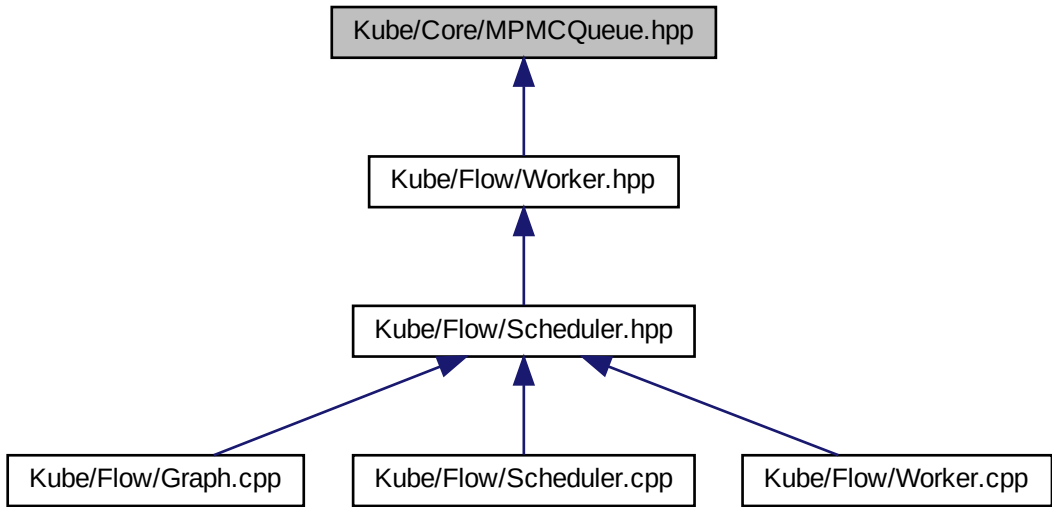 Kube/Core/MPMCQueue.hpp
Kube/Flow/Worker.hpp
Kube/Flow/Scheduler.hpp
Kube/Flow/Graph.cpp
Kube/Flow/Scheduler.cpp
Kube/Flow/Worker.cpp